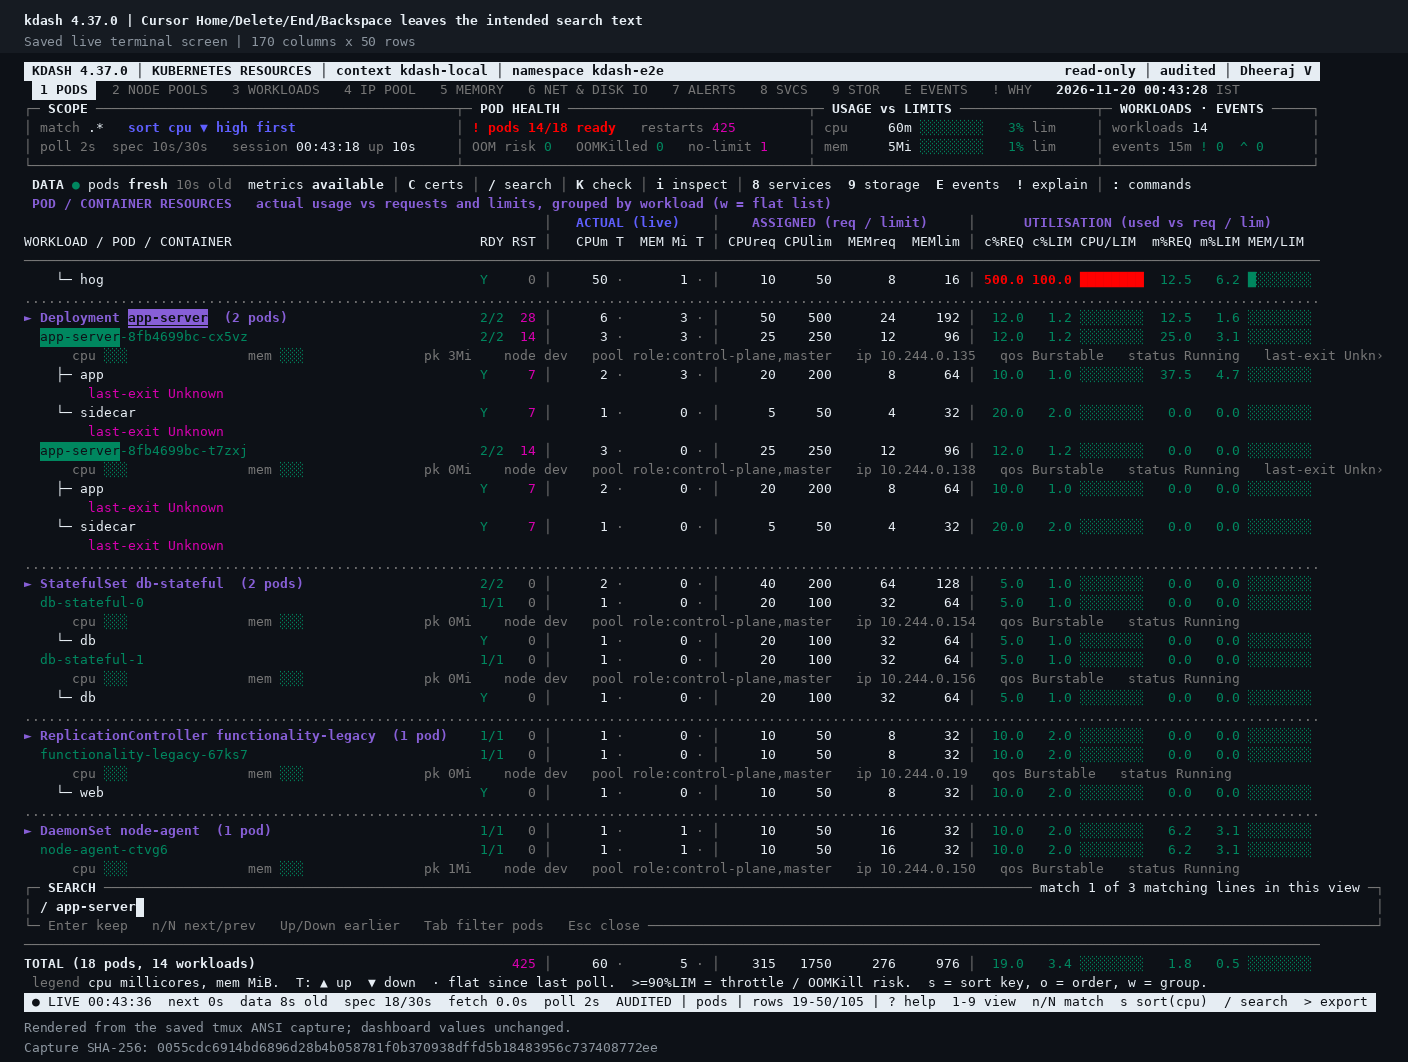 kdash 4.37.0 | Cursor Home/Delete/End/Backspace leaves the intended search text
Saved live terminal screen | 170 columns x 50 rows
KDASH 4.37.0 │ KUBERNETES RESOURCES │ context kdash-local │ namespace kdash-e2e read-only │ audited │ Dheeraj V
1 PODS 2 NODE POOLS 3 WORKLOADS 4 IP POOL 5 MEMORY 6 NET & DISK IO 7 ALERTS 8 SVCS 9 STOR E EVENTS ! WHY 2026-11-20 00:43:28 IST
SCOPE POD HEALTH USAGE vs LIMITS WORKLOADS · EVENTS
match .* sort cpu ▼ high first │ ! pods 14/18 ready restarts 425 │ cpu 60m ░░░░░░░░ 3% lim │ workloads 14
poll 2s spec 10s/30s session 00:43:18 up 10s │ OOM risk 0 OOMKilled 0 no-limit 1 │ mem 5Mi ░░░░░░░░ 1% lim │ events 15m ! 0 ^ 0
DATA ● pods fresh 10s old metrics available │ C certs │ / search │ K check │ i inspect │ 8 services 9 storage E events ! explain │ : commands
POD / CONTAINER RESOURCES actual usage vs requests and limits, grouped by workload (w = flat list)
│ ACTUAL (live) │ ASSIGNED (req / limit) │ UTILISATION (used vs req / lim)
WORKLOAD / POD / CONTAINER RDY RST │ CPUm T MEM Mi T │ CPUreq CPUlim MEMreq MEMlim │ c%REQ c%LIM CPU/LIM m%REQ m%LIM MEM/LIM
└─ hog Y 0 │ 50 · 1 · │ 10 50 8 16 │ 500.0 100.0 ████████ 12.5 6.2 █░░░░░░░
► Deployment app-server (2 pods) 2/2 28 │ 6 · 3 · │ 50 500 24 192 │ 12.0 1.2 ░░░░░░░░ 12.5 1.6 ░░░░░░░░
app-server-8fb4699bc-cx5vz 2/2 14 │ 3 · 3 · │ 25 250 12 96 │ 12.0 1.2 ░░░░░░░░ 25.0 3.1 ░░░░░░░░
cpu ░░░ mem ░░░ pk 3Mi node dev pool role:control-plane,master ip 10.244.0.135 qos Burstable status Running last-exit Unkn›
├─ app Y 7 │ 2 · 3 · │ 20 200 8 64 │ 10.0 1.0 ░░░░░░░░ 37.5 4.7 ░░░░░░░░
last-exit Unknown
└─ sidecar Y 7 │ 1 · 0 · │ 5 50 4 32 │ 20.0 2.0 ░░░░░░░░ 0.0 0.0 ░░░░░░░░
last-exit Unknown
app-server-8fb4699bc-t7zxj 2/2 14 │ 3 · 0 · │ 25 250 12 96 │ 12.0 1.2 ░░░░░░░░ 0.0 0.0 ░░░░░░░░
cpu ░░░ mem ░░░ pk 0Mi node dev pool role:control-plane,master ip 10.244.0.138 qos Burstable status Running last-exit Unkn›
├─ app Y 7 │ 2 · 0 · │ 20 200 8 64 │ 10.0 1.0 ░░░░░░░░ 0.0 0.0 ░░░░░░░░
last-exit Unknown
└─ sidecar Y 7 │ 1 · 0 · │ 5 50 4 32 │ 20.0 2.0 ░░░░░░░░ 0.0 0.0 ░░░░░░░░
last-exit Unknown
► StatefulSet db-stateful (2 pods) 2/2 0 │ 2 · 0 · │ 40 200 64 128 │ 5.0 1.0 ░░░░░░░░ 0.0 0.0 ░░░░░░░░
db-stateful-0 1/1 0 │ 1 · 0 · │ 20 100 32 64 │ 5.0 1.0 ░░░░░░░░ 0.0 0.0 ░░░░░░░░
cpu ░░░ mem ░░░ pk 0Mi node dev pool role:control-plane,master ip 10.244.0.154 qos Burstable status Running
└─ db Y 0 │ 1 · 0 · │ 20 100 32 64 │ 5.0 1.0 ░░░░░░░░ 0.0 0.0 ░░░░░░░░
db-stateful-1 1/1 0 │ 1 · 0 · │ 20 100 32 64 │ 5.0 1.0 ░░░░░░░░ 0.0 0.0 ░░░░░░░░
cpu ░░░ mem ░░░ pk 0Mi node dev pool role:control-plane,master ip 10.244.0.156 qos Burstable status Running
└─ db Y 0 │ 1 · 0 · │ 20 100 32 64 │ 5.0 1.0 ░░░░░░░░ 0.0 0.0 ░░░░░░░░
► ReplicationController functionality-legacy (1 pod) 1/1 0 │ 1 · 0 · │ 10 50 8 32 │ 10.0 2.0 ░░░░░░░░ 0.0 0.0 ░░░░░░░░
functionality-legacy-67ks7 1/1 0 │ 1 · 0 · │ 10 50 8 32 │ 10.0 2.0 ░░░░░░░░ 0.0 0.0 ░░░░░░░░
cpu ░░░ mem ░░░ pk 0Mi node dev pool role:control-plane,master ip 10.244.0.19 qos Burstable status Running
└─ web Y 0 │ 1 · 0 · │ 10 50 8 32 │ 10.0 2.0 ░░░░░░░░ 0.0 0.0 ░░░░░░░░
► DaemonSet node-agent (1 pod) 1/1 0 │ 1 · 1 · │ 10 50 16 32 │ 10.0 2.0 ░░░░░░░░ 6.2 3.1 ░░░░░░░░
node-agent-ctvg6 1/1 0 │ 1 · 1 · │ 10 50 16 32 │ 10.0 2.0 ░░░░░░░░ 6.2 3.1 ░░░░░░░░
cpu ░░░ mem ░░░ pk 1Mi node dev pool role:control-plane,master ip 10.244.0.150 qos Burstable status Running
SEARCH match 1 of 3 matching lines in this view
/ app-server
Enter keep n/N next/prev Up/Down earlier Tab filter pods Esc close
TOTAL (18 pods, 14 workloads) 425 │ 60 · 5 · │ 315 1750 276 976 │ 19.0 3.4 ░░░░░░░░ 1.8 0.5 ░░░░░░░░
legend cpu millicores, mem MiB. T: ▲ up ▼ down · flat since last poll. >=90%LIM = throttle / OOMKill risk. s = sort key, o = order, w = group.
● LIVE 00:43:36 next 0s data 8s old spec 18/30s fetch 0.0s poll 2s AUDITED | pods | rows 19-50/105 | ? help 1-9 view n/N match s sort(cpu) / search > export
Rendered from the saved tmux ANSI capture; dashboard values unchanged.
Capture SHA-256: 0055cdc6914bd6896d28b4b058781f0b370938dffd5b18483956c737408772ee